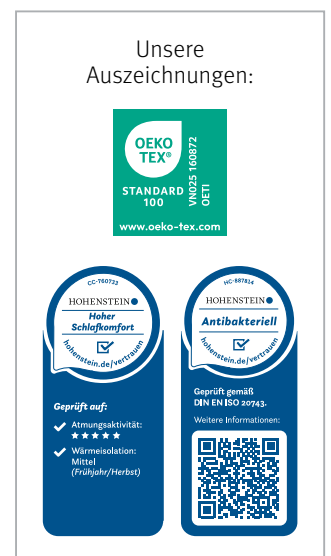 Unsere
Auszeichnungen:
OEKO
TEX®
STANDARD
100
VN025 160872
OETI
www.oeko-tex.com
CC-760733
HOHENSTEIN
Hoher
Schlafkomfort
hohenstein.de/vertrauen
Geprüft auf:
Atmungsaktivität:
Wärmeisolation:
Mittel
(Frühjahr/Herbst)
HC-887814
HOHENSTEIN
Antibakteriell
hohenstein.de/vertrauen
Geprüft gemäß
DIN EN ISO 20743.
Weitere Informationen: